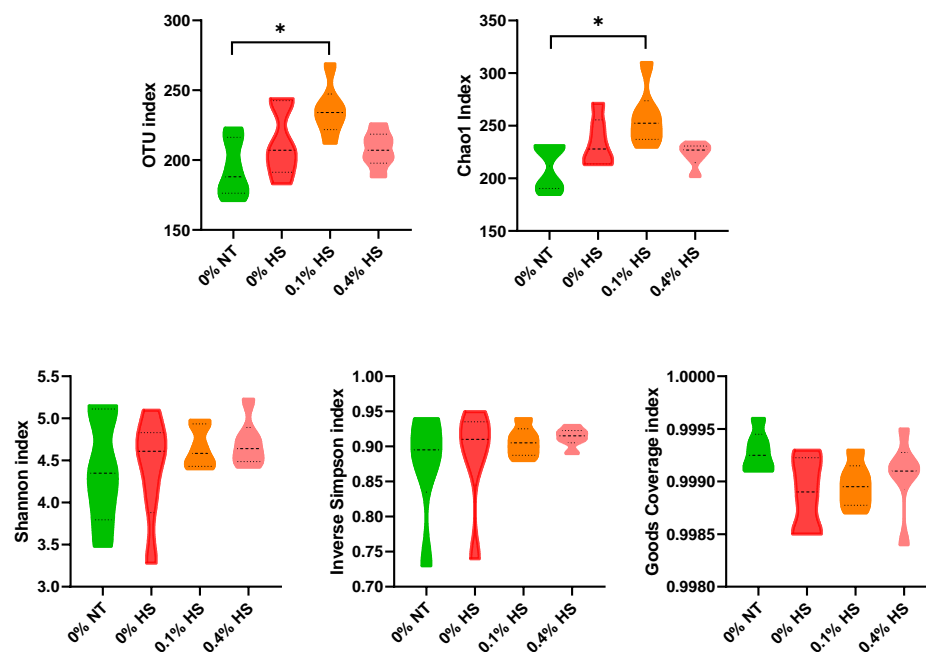 OTU index
300
250
200
150
*
0% NT
0% HS
0.1% HS
0.4% HS
Chao1 Index
350
300
250
200
150
*
0% NT
0% HS
0.1% HS
0.4% HS
Shannon index
5.5
5.0
4.5
4.0
3.5
3.0
0% NT
0% HS
0.1% HS
0.4% HS
Inverse Simpson index
1.00
0.95
0.90
0.85
0.80
0.75
0.70
0% NT
0% HS
0.1% HS
0.4% HS
Goods Coverage index
1.0000
0.9995
0.9990
0.9985
0.9980
0% NT
0% HS
0.1% HS
0.4% HS